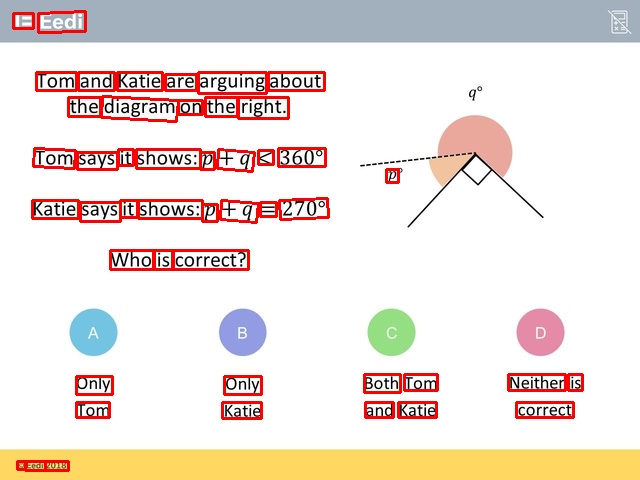 Eedi
q°
Tom and Katie are arguing about
the diagram on the right.
Tom says it shows: p + q < 360°
p°
Katie says it shows: p + q = 270°
Who is correct?
A B C D
Only Only Both Tom Neither is
Tom Katie and Katie correct
© Eedi 2018